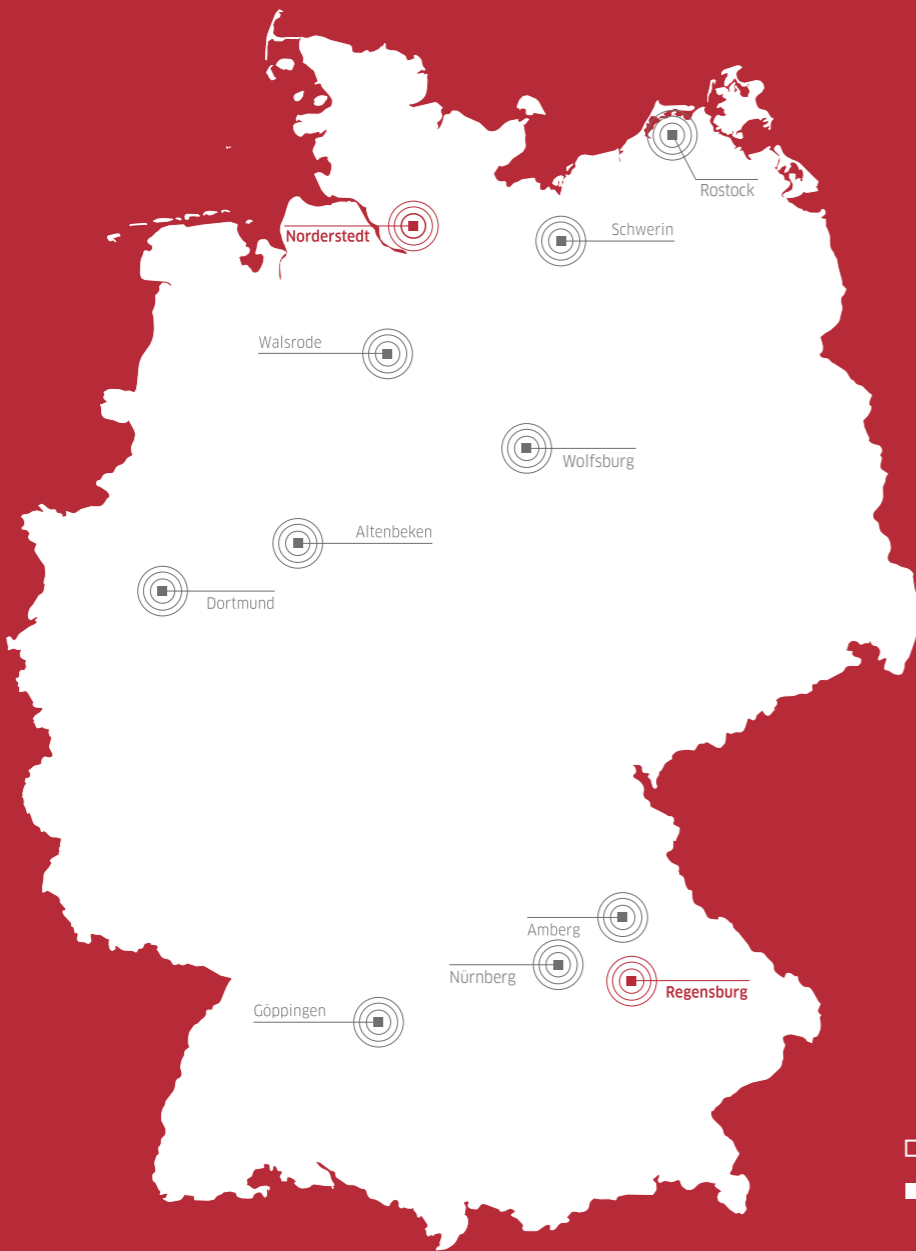 Rostock
Schwerin
Norderstedt
Walsrode
Wolfsburg
Altenbeken
Dortmund
Amberg
Nürnberg
Regensburg
Göppingen